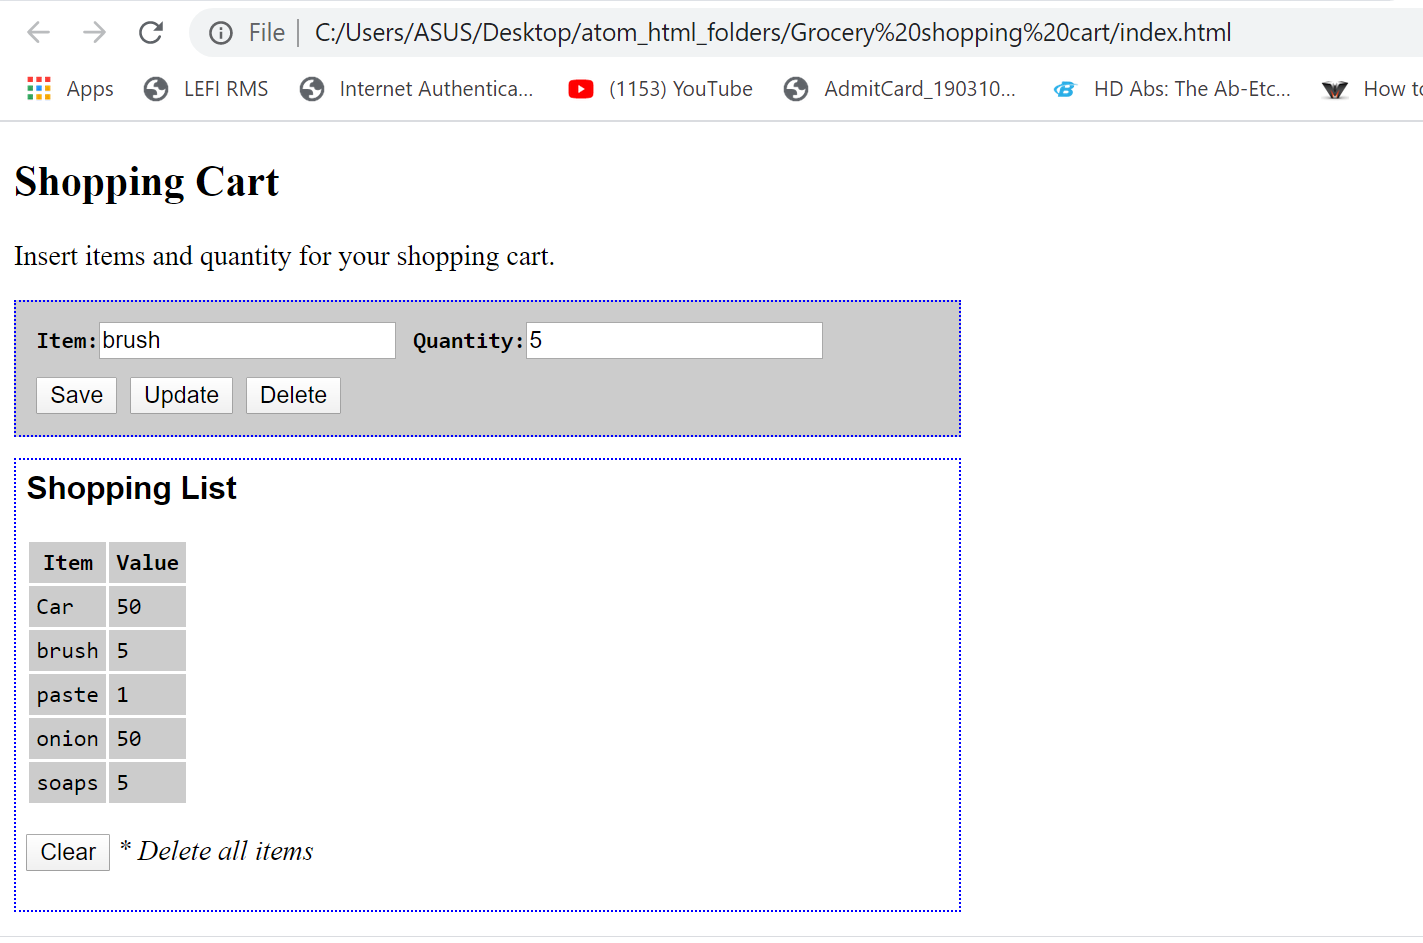 File | C:/Users/ASUS/Desktop/atom_html_folders/Grocery%20shopping%20cart/index.html
Apps LEFI RMS Internet Authentica... (1153) YouTube AdmitCard_190310... HD Abs: The Ab-Etc... How to
Shopping Cart
Insert items and quantity for your shopping cart.
Item: brush Quantity: 5
Save Update Delete
Shopping List
Item Value
Car 50
brush 5
paste 1
onion 50
soaps 5
Clear * Delete all items